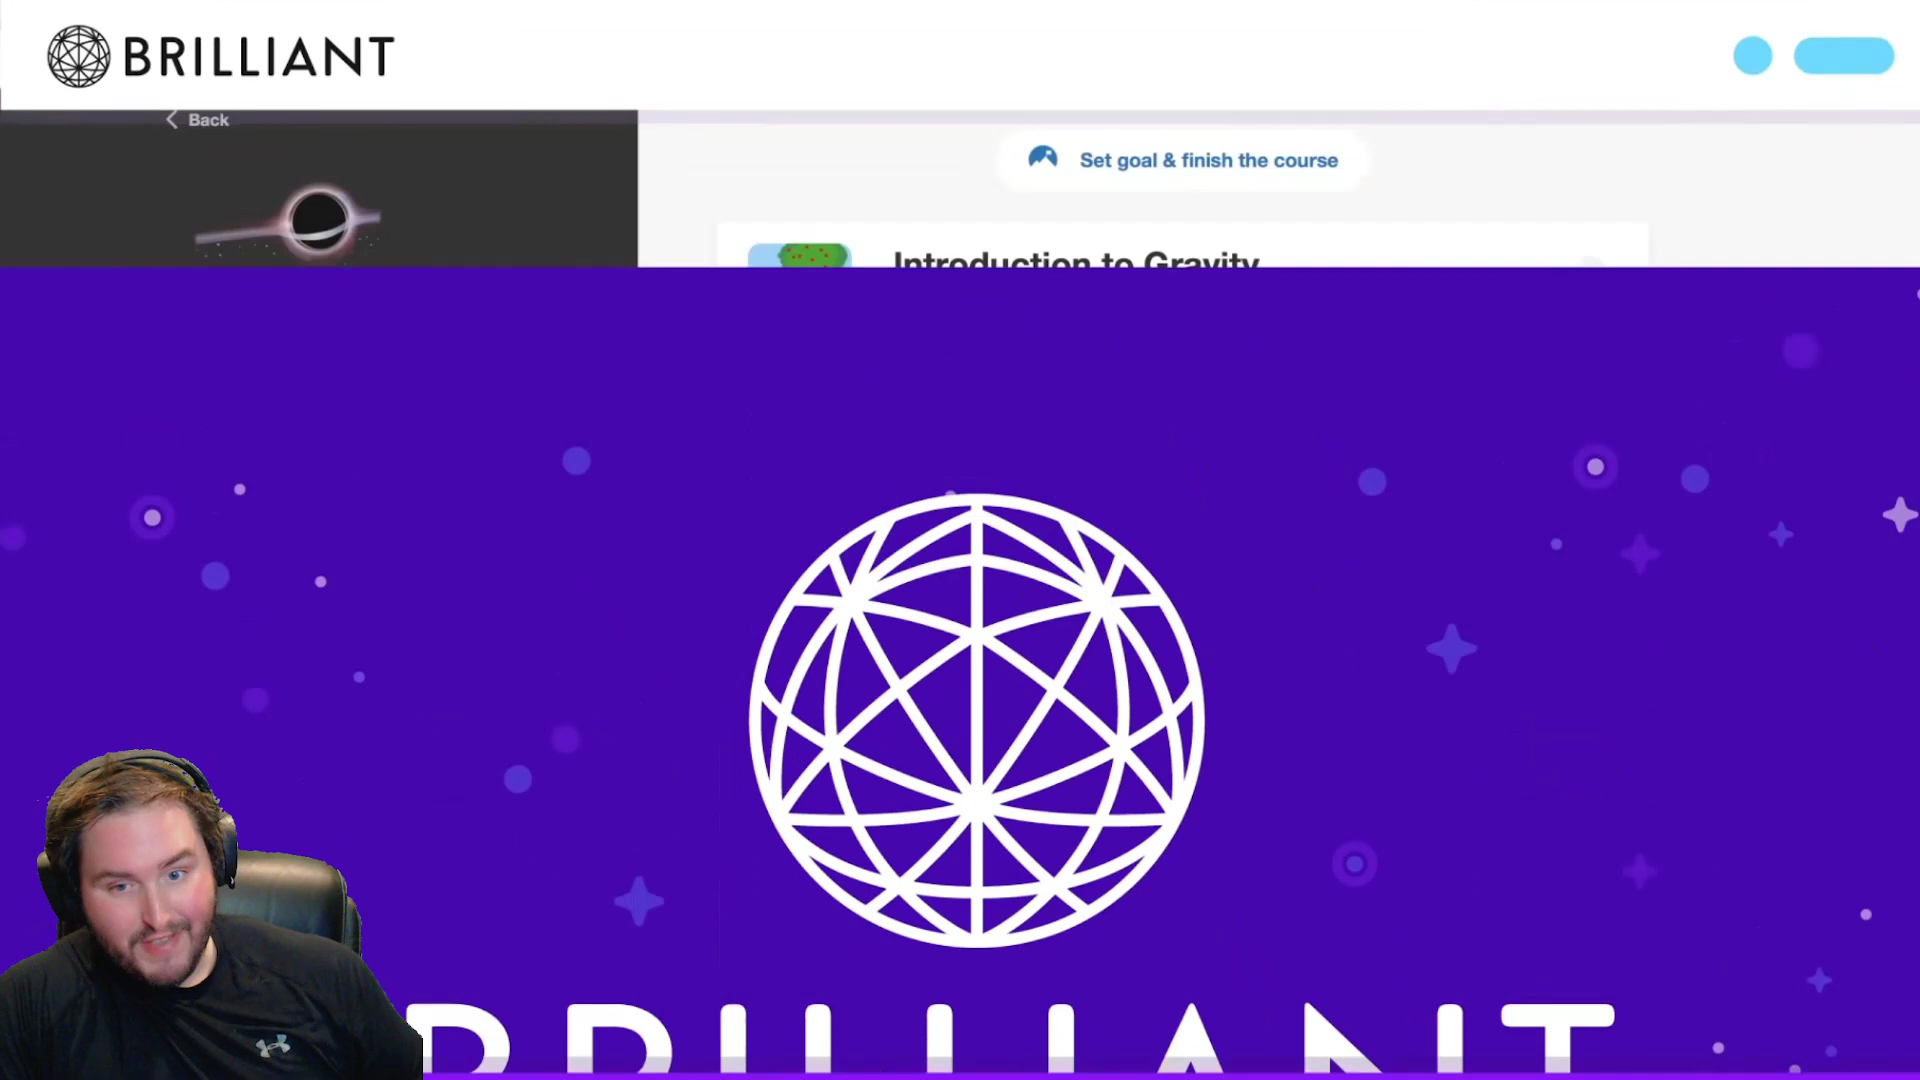 BRILLIANT
Back
Set goal & finish the course
Introduction to Gravity
BRILLIANT